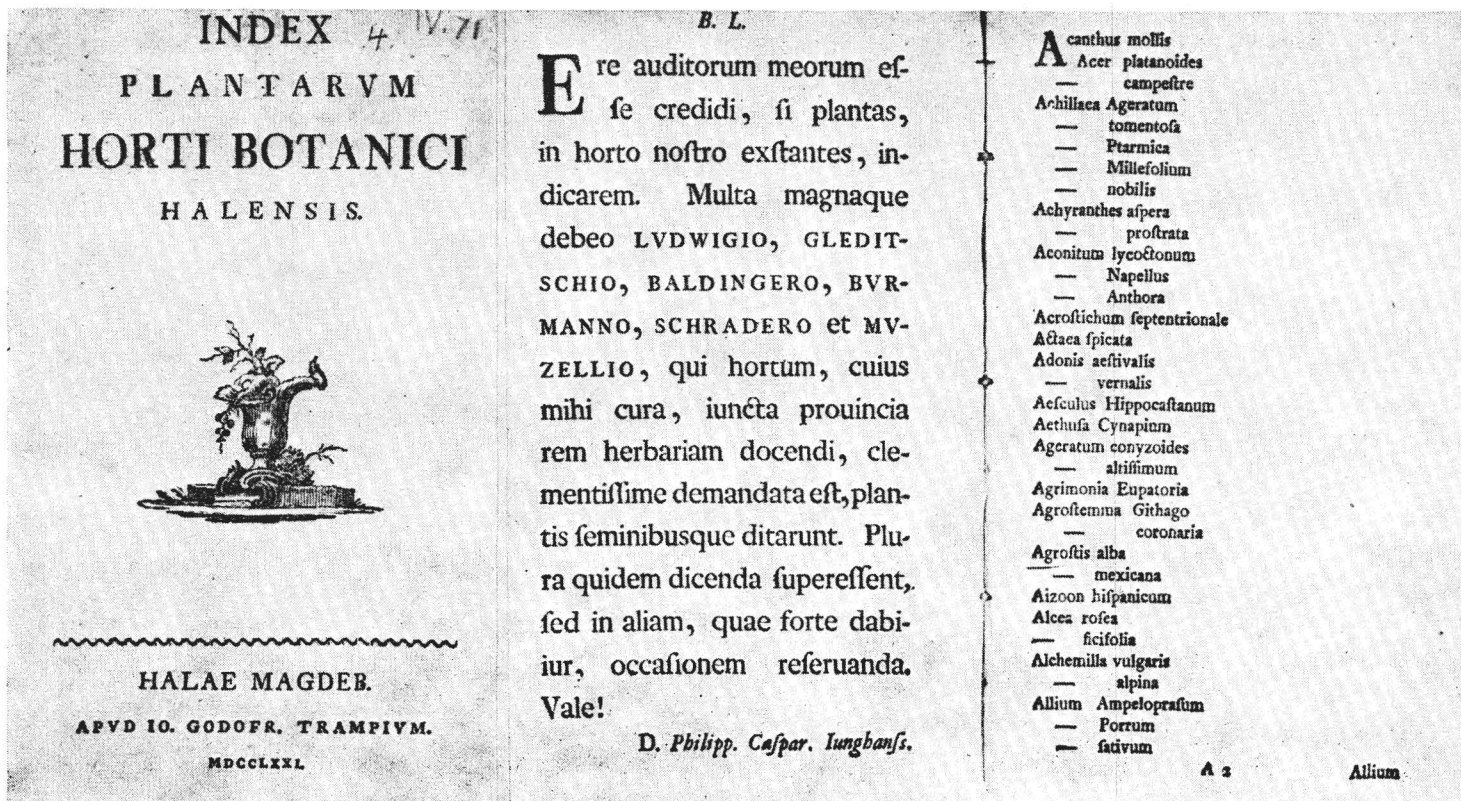 INDEX 4. IV. 71
PLANTARVM
HORTI BOTANICI
HALENSIS.
HALAE MAGDEB.
APVD IO. GODOFR. TRAMPIVM.
MDCCLXXI.
B. L.
Ere auditorum meorum eſ-
ſe credidi, ſi plantas,
in horto noſtro exſtantes, in-
dicarem. Multa magnaque
debeo LVDWIGIO, GLEDIT-
SCHIO, BALDINGERO, BVR-
MANNO, SCHRADERO et MV-
ZELLIO, qui hortum, cuius
mihi cura, iuncta prouincia
rem herbariam docendi, cle-
mentiſſime demandata eſt, plan-
tis ſeminibusque ditarunt. Plu-
ra quidem dicenda ſupereſſent,
ſed in aliam, quae forte dabi-
iur, occaſionem reſeruanda.
Vale!
D. Philipp. Caſpar. Iunghanſs.
Acanthus mollis
Acer platanoides
— campeſtre
Achillaea Ageratum
— tomentoſa
— Ptarmica
— Millefolium
— nobilis
Achyranthes aſpera
— proſtrata
Aconitum lycoctonum
— Napellus
— Anthora
Acroſtichum ſeptentrionale
Actaea ſpicata
Adonis aeſtivalis
— vernalis
Aeſculus Hippocaſtanum
Aethuſa Cynapium
Ageratum conyzoides
— altiſſimum
Agrimonia Eupatoria
Agroſtemma Githago
— coronaria
Agroſtis alba
— mexicana
Aizoon hiſpanicum
Alcea roſea
— ficifolia
Alchemilla vulgaris
— alpina
Allium Ampelopraſum
— Porrum
— ſativum
A 2 Allium